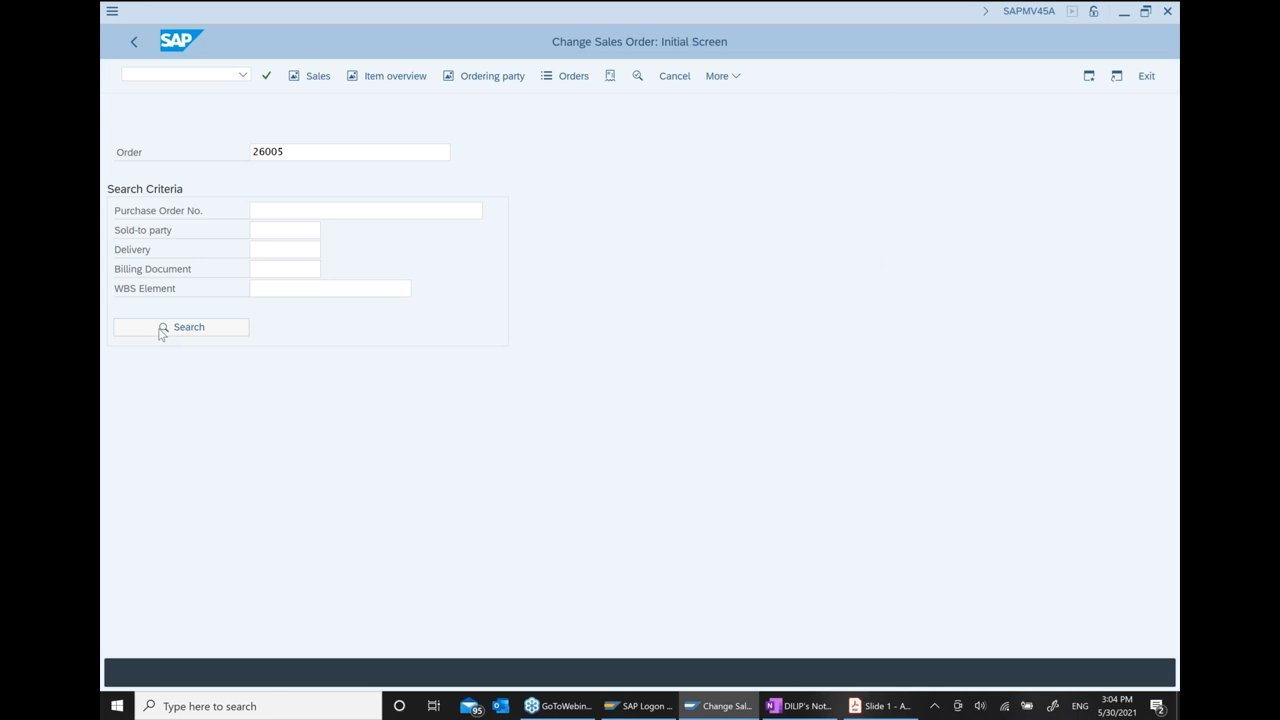 SAPMV45A
SAP
Change Sales Order: Initial Screen
Sales Item overview Ordering party Orders Cancel More Exit
Order 26005
Search Criteria
Purchase Order No.
Sold-to party
Delivery
Billing Document
WBS Element
Search
Type here to search 95 GoToWebin... SAP Logon ... Change Sal... DILIP's Not... Slide 1 - A... ENG 3:04 PM
5/30/2021 2